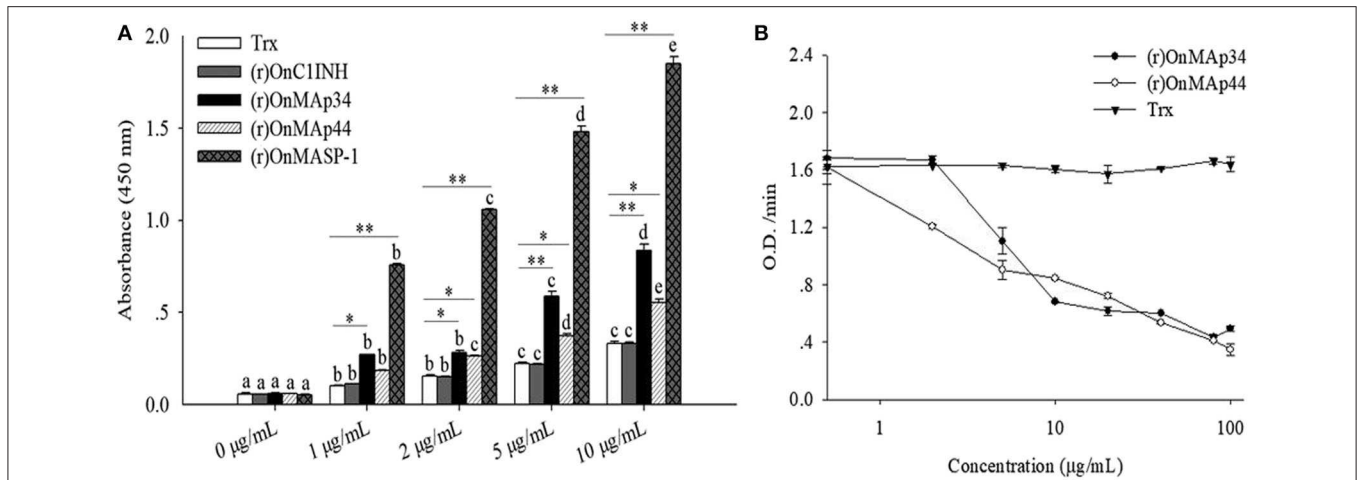 A
2.0
1.5
1.0
.5
0.0
Absorbance (450 nm)
Trx
(r)OnC1INH
(r)OnMAp34
(r)OnMAp44
(r)OnMASP-1
a a a a a
0 μg/mL
**
*
b b b b b
1 μg/mL
**
*
*
b b b c c
2 μg/mL
**
*
**
c c c d d
5 μg/mL
**
*
**
c c d e e
10 μg/mL
B
2.4
2.0
1.6
1.2
.8
.4
0.0
O.D. /min
(r)OnMAp34
(r)OnMAp44
Trx
1 10 100
Concentration (μg/mL)